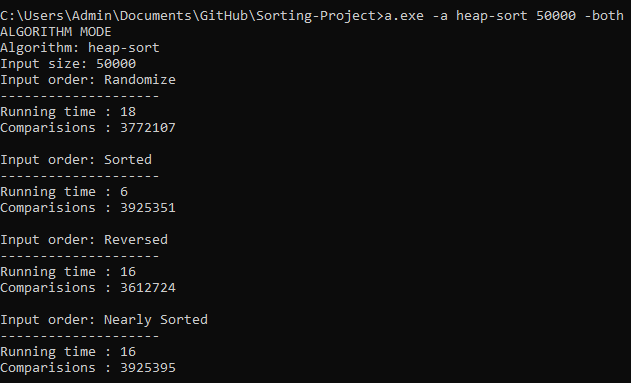 C:\Users\Admin\Documents\GitHub\Sorting-Project>a.exe -a heap-sort 50000 -both
ALGORITHM MODE
Algorithm: heap-sort
Input size: 50000
Input order: Randomize
--------------------
Running time : 18
Comparisions : 3772107
Input order: Sorted
--------------------
Running time : 6
Comparisions : 3925351
Input order: Reversed
--------------------
Running time : 16
Comparisions : 3612724
Input order: Nearly Sorted
--------------------
Running time : 16
Comparisions : 3925395